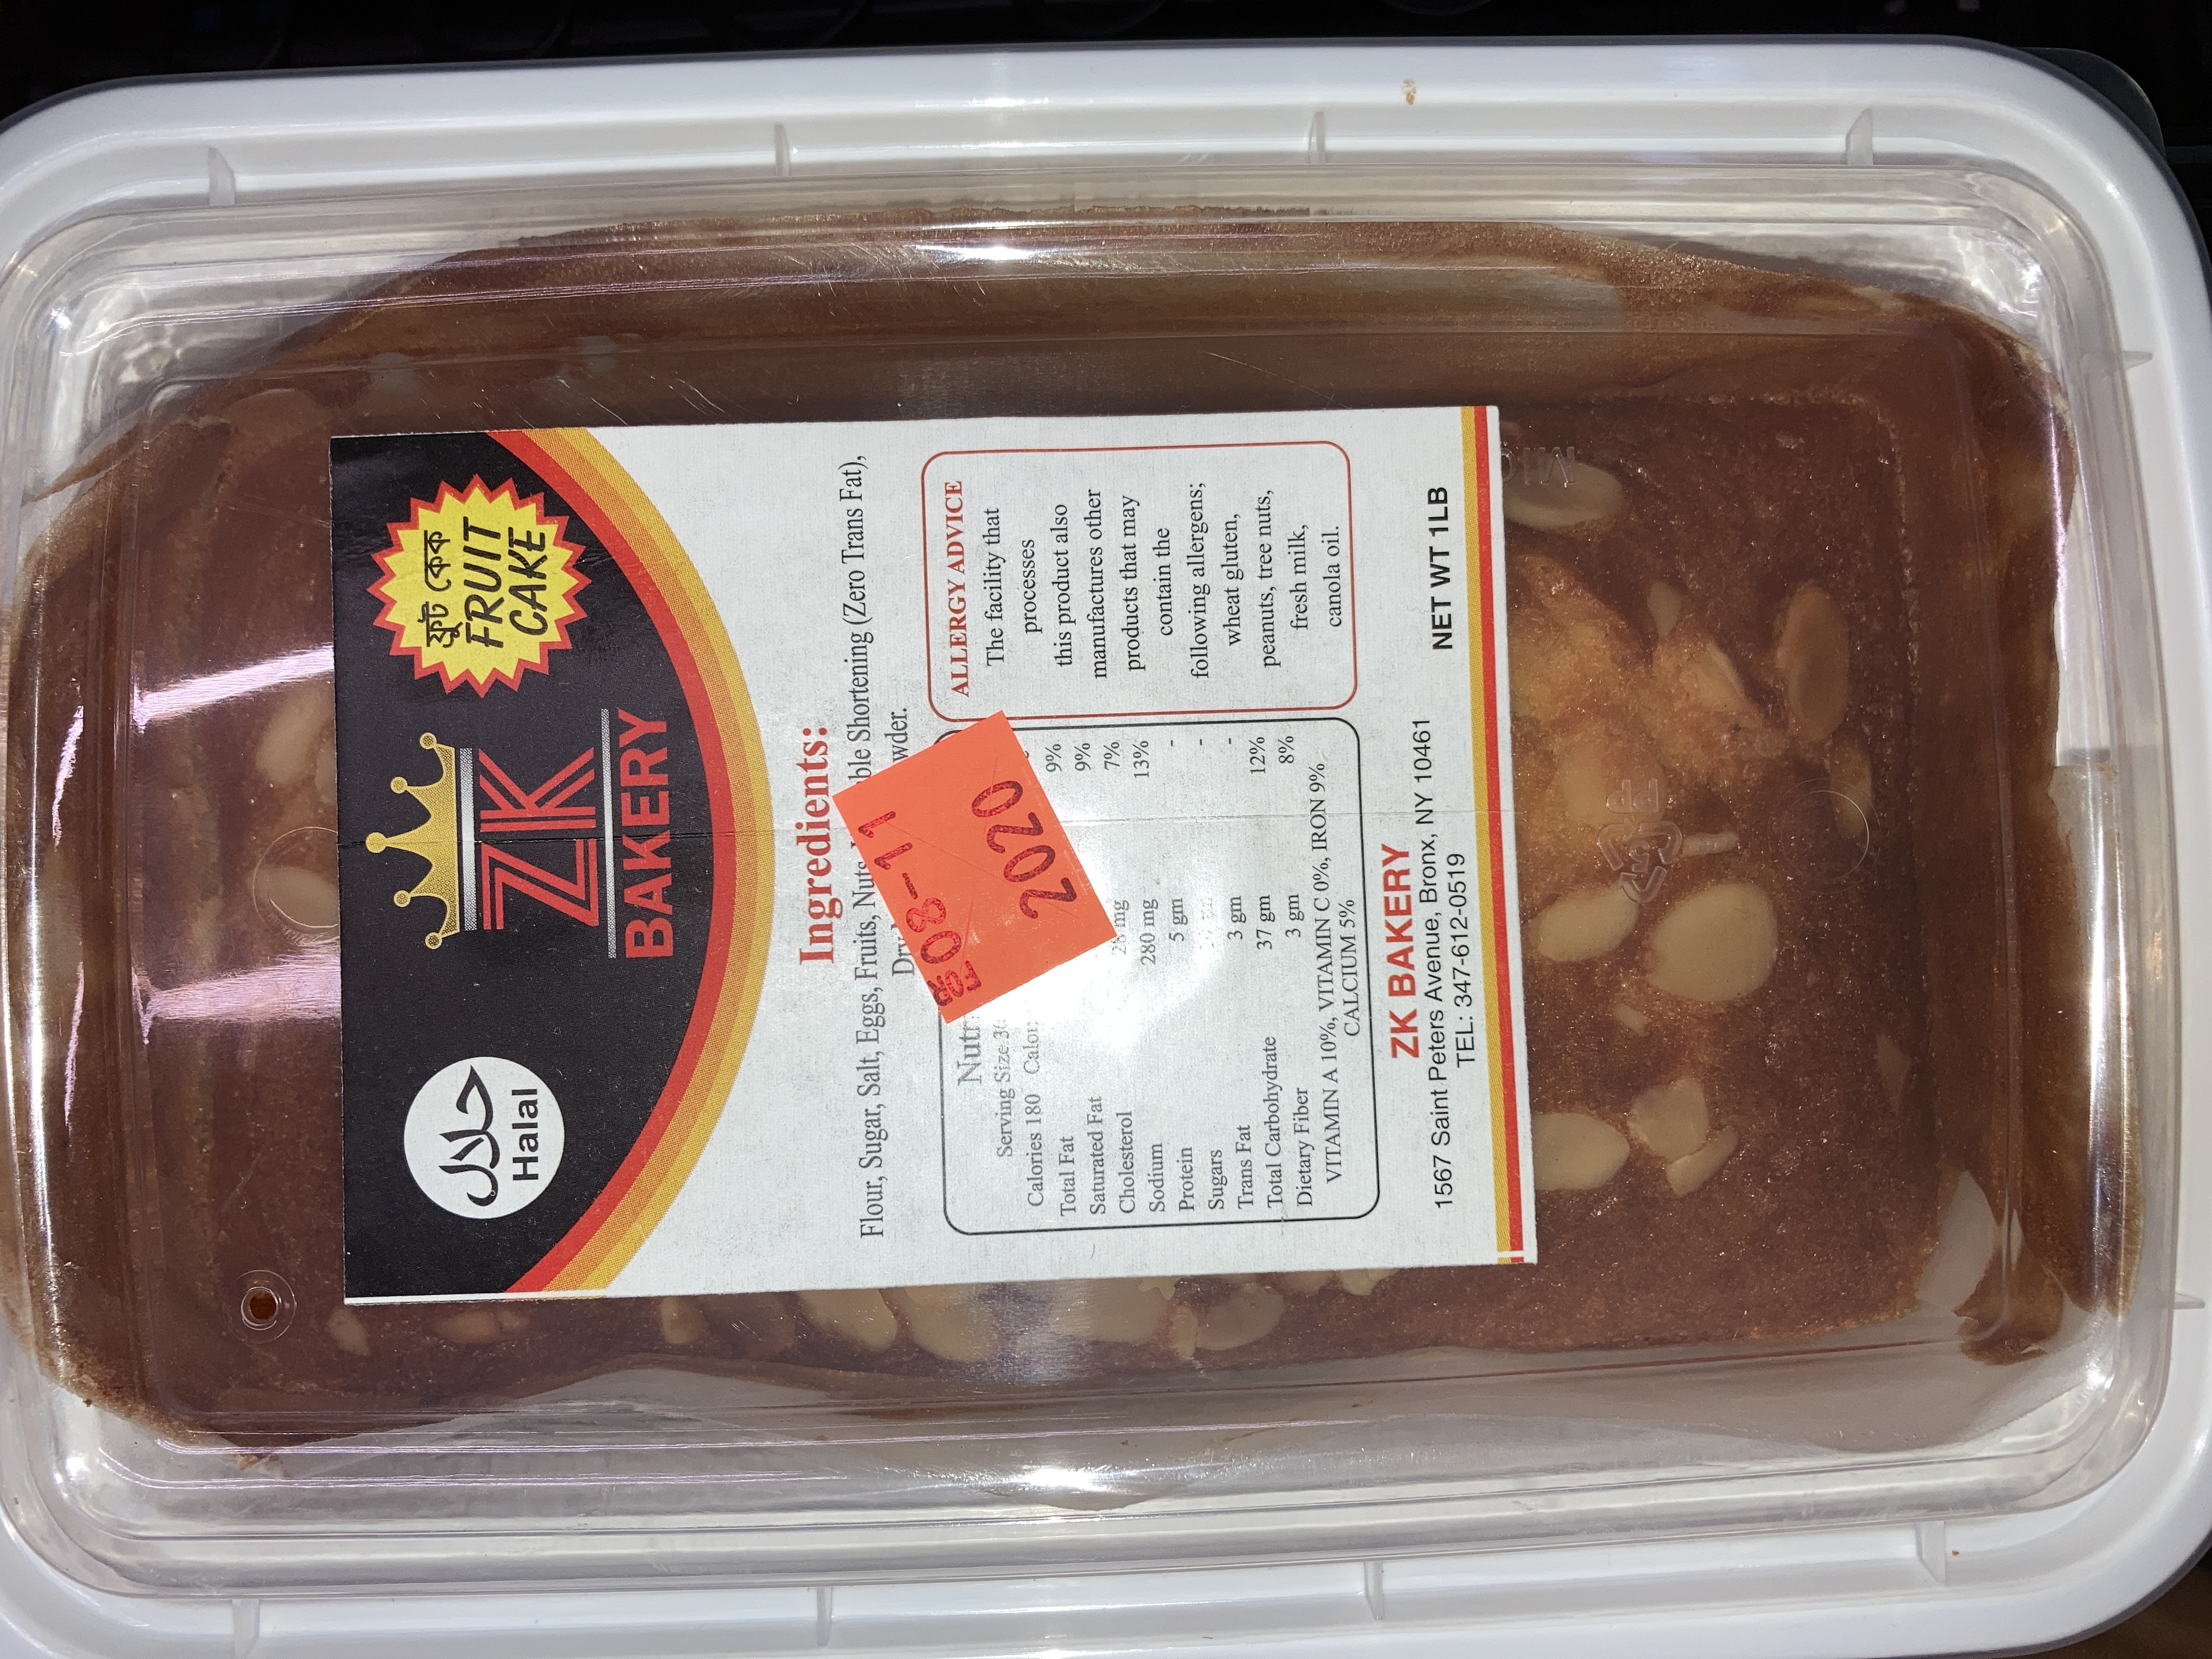 حلال
Halal
ZK
BAKERY
ফ্রুট কেক
FRUIT
CAKE
Ingredients:
Flour, Sugar, Salt, Eggs, Fruits, Nuts, Shortening (Zero Trans Fat),
Dry
FOR 08-11
2020
Serving Size
Calories 180
Total Fat 9%
Saturated Fat 9%
Cholesterol mg 7%
Sodium 280 mg 13%
Protein 5 gm -
Sugars -
Trans Fat 3 gm -
Total Carbohydrate 37 gm 12%
Dietary Fiber 3 gm 8%
VITAMIN A 10%, VITAMIN C 0%, IRON 9%
CALCIUM 5%
ALLERGY ADVICE
The facility that
processes
this product also
manufactures other
products that may
contain the
following allergens;
wheat gluten,
peanuts, tree nuts,
fresh milk,
canola oil.
ZK BAKERY
1567 Saint Peters Avenue, Bronx, NY 10461
TEL: 347-612-0519
NET WT 1LB
5
PP